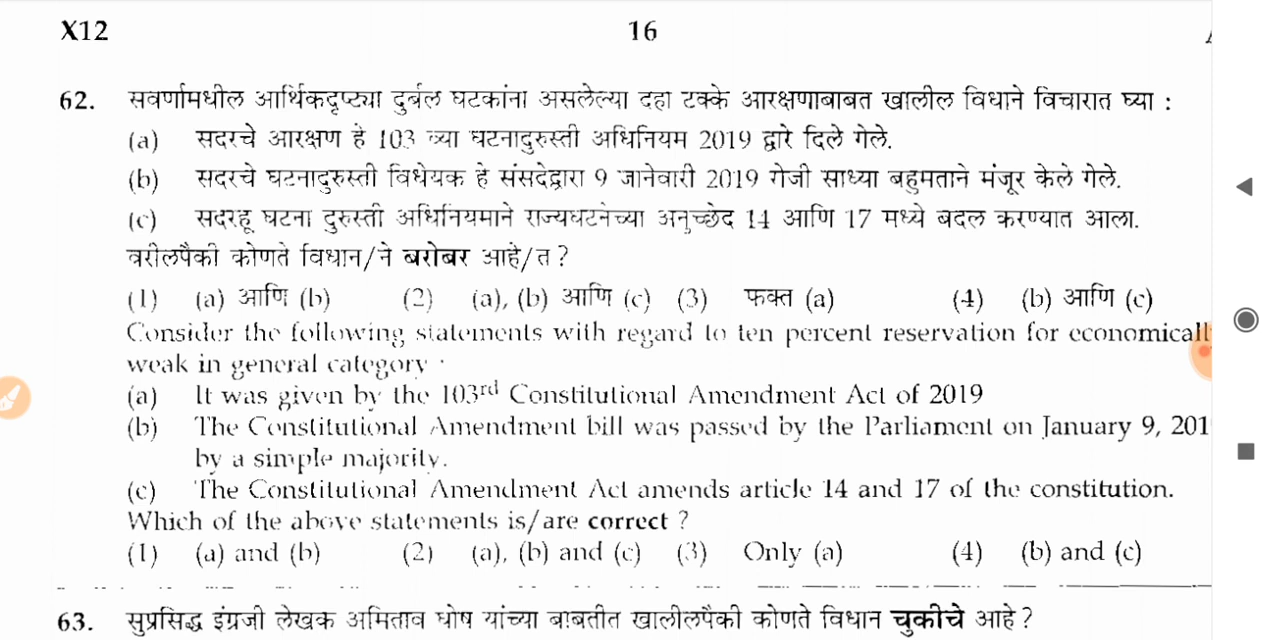 X12 16
62. सवर्णामधील आर्थिकदृष्ट्या दुर्बल घटकांना असलेल्या दहा टक्के आरक्षणाबाबत खालील विधाने विचारात घ्या :
(a) सदरचे आरक्षण हे 103 व्या घटनादुरुस्ती अधिनियम 2019 द्वारे दिले गेले.
(b) सदरचे घटनादुरुस्ती विधेयक हे संसदेद्वारा 9 जानेवारी 2019 रोजी साध्या बहुमताने मंजूर केले गेले.
(c) सदरहू घटना दुरुस्ती अधिनियमाने राज्यघटनेच्या अनुच्छेद 14 आणि 17 मध्ये बदल करण्यात आला.
वरीलपैकी कोणते विधान/ने बरोबर आहे/त ?
(1) (a) आणि (b) (2) (a), (b) आणि (c) (3) फक्त (a) (4) (b) आणि (c)
Consider the following statements with regard to ten percent reservation for economicall
weak in general category :
(a) It was given by the 103rd Constitutional Amendment Act of 2019
(b) The Constitutional Amendment bill was passed by the Parliament on January 9, 201
by a simple majority.
(c) The Constitutional Amendment Act amends article 14 and 17 of the constitution.
Which of the above statements is/are correct ?
(1) (a) and (b) (2) (a), (b) and (c) (3) Only (a) (4) (b) and (c)
63. सुप्रसिद्ध इंग्रजी लेखक अमिताव घोष यांच्या बाबतीत खालीलपैकी कोणते विधान चुकीचे आहे ?